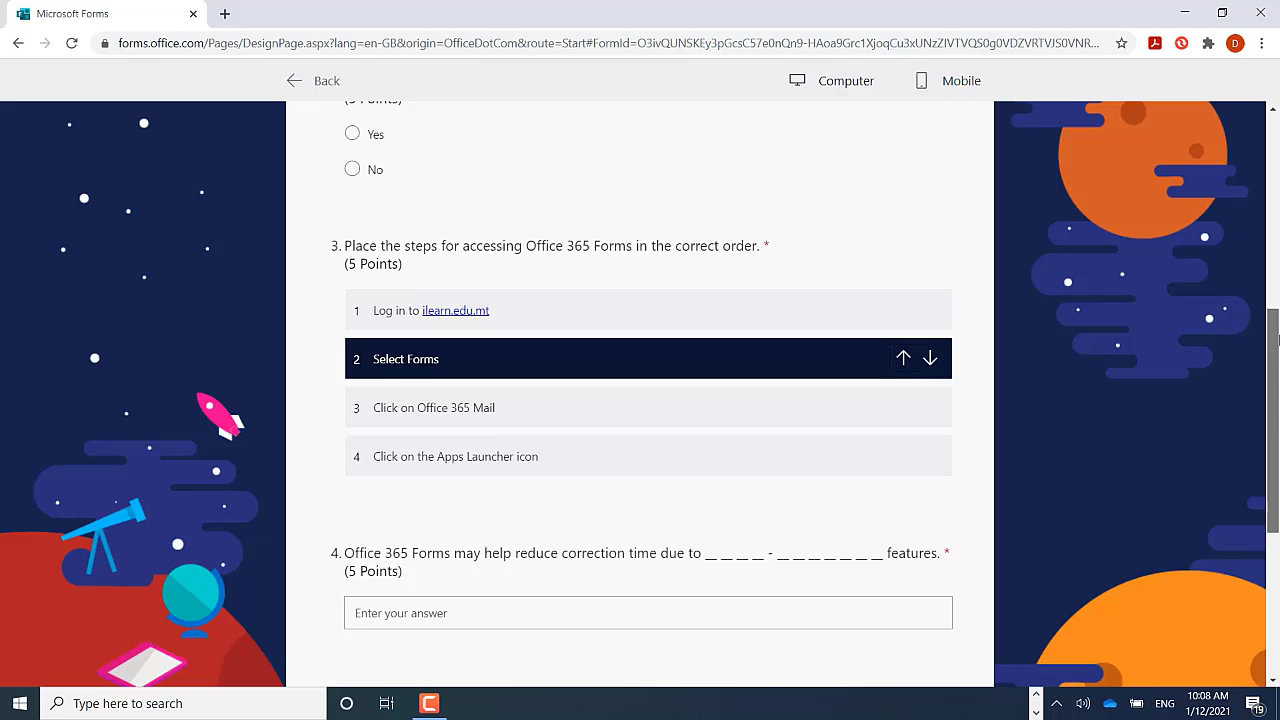 Microsoft Forms
forms.office.com/Pages/DesignPage.aspx?lang=en-GB&origin=OfficeDotCom&route=Start#FormId=O3ivQUNSKEy3pGcsC57e0nQn9-HAoa9Grc1XjoqCu3xUNzZIVTVQS0g0VDZVRTVJS0VNR...
D
Back
Computer
Mobile
(5 Points)
Yes
No
3. Place the steps for accessing Office 365 Forms in the correct order. *
(5 Points)
1 Log in to ilearn.edu.mt
2 Select Forms
3 Click on Office 365 Mail
4 Click on the Apps Launcher icon
4. Office 365 Forms may help reduce correction time due to _ _ _ _ - _ _ _ _ _ _ _ features. *
(5 Points)
Enter your answer
Type here to search
ENG
10:08 AM
1/12/2021
19